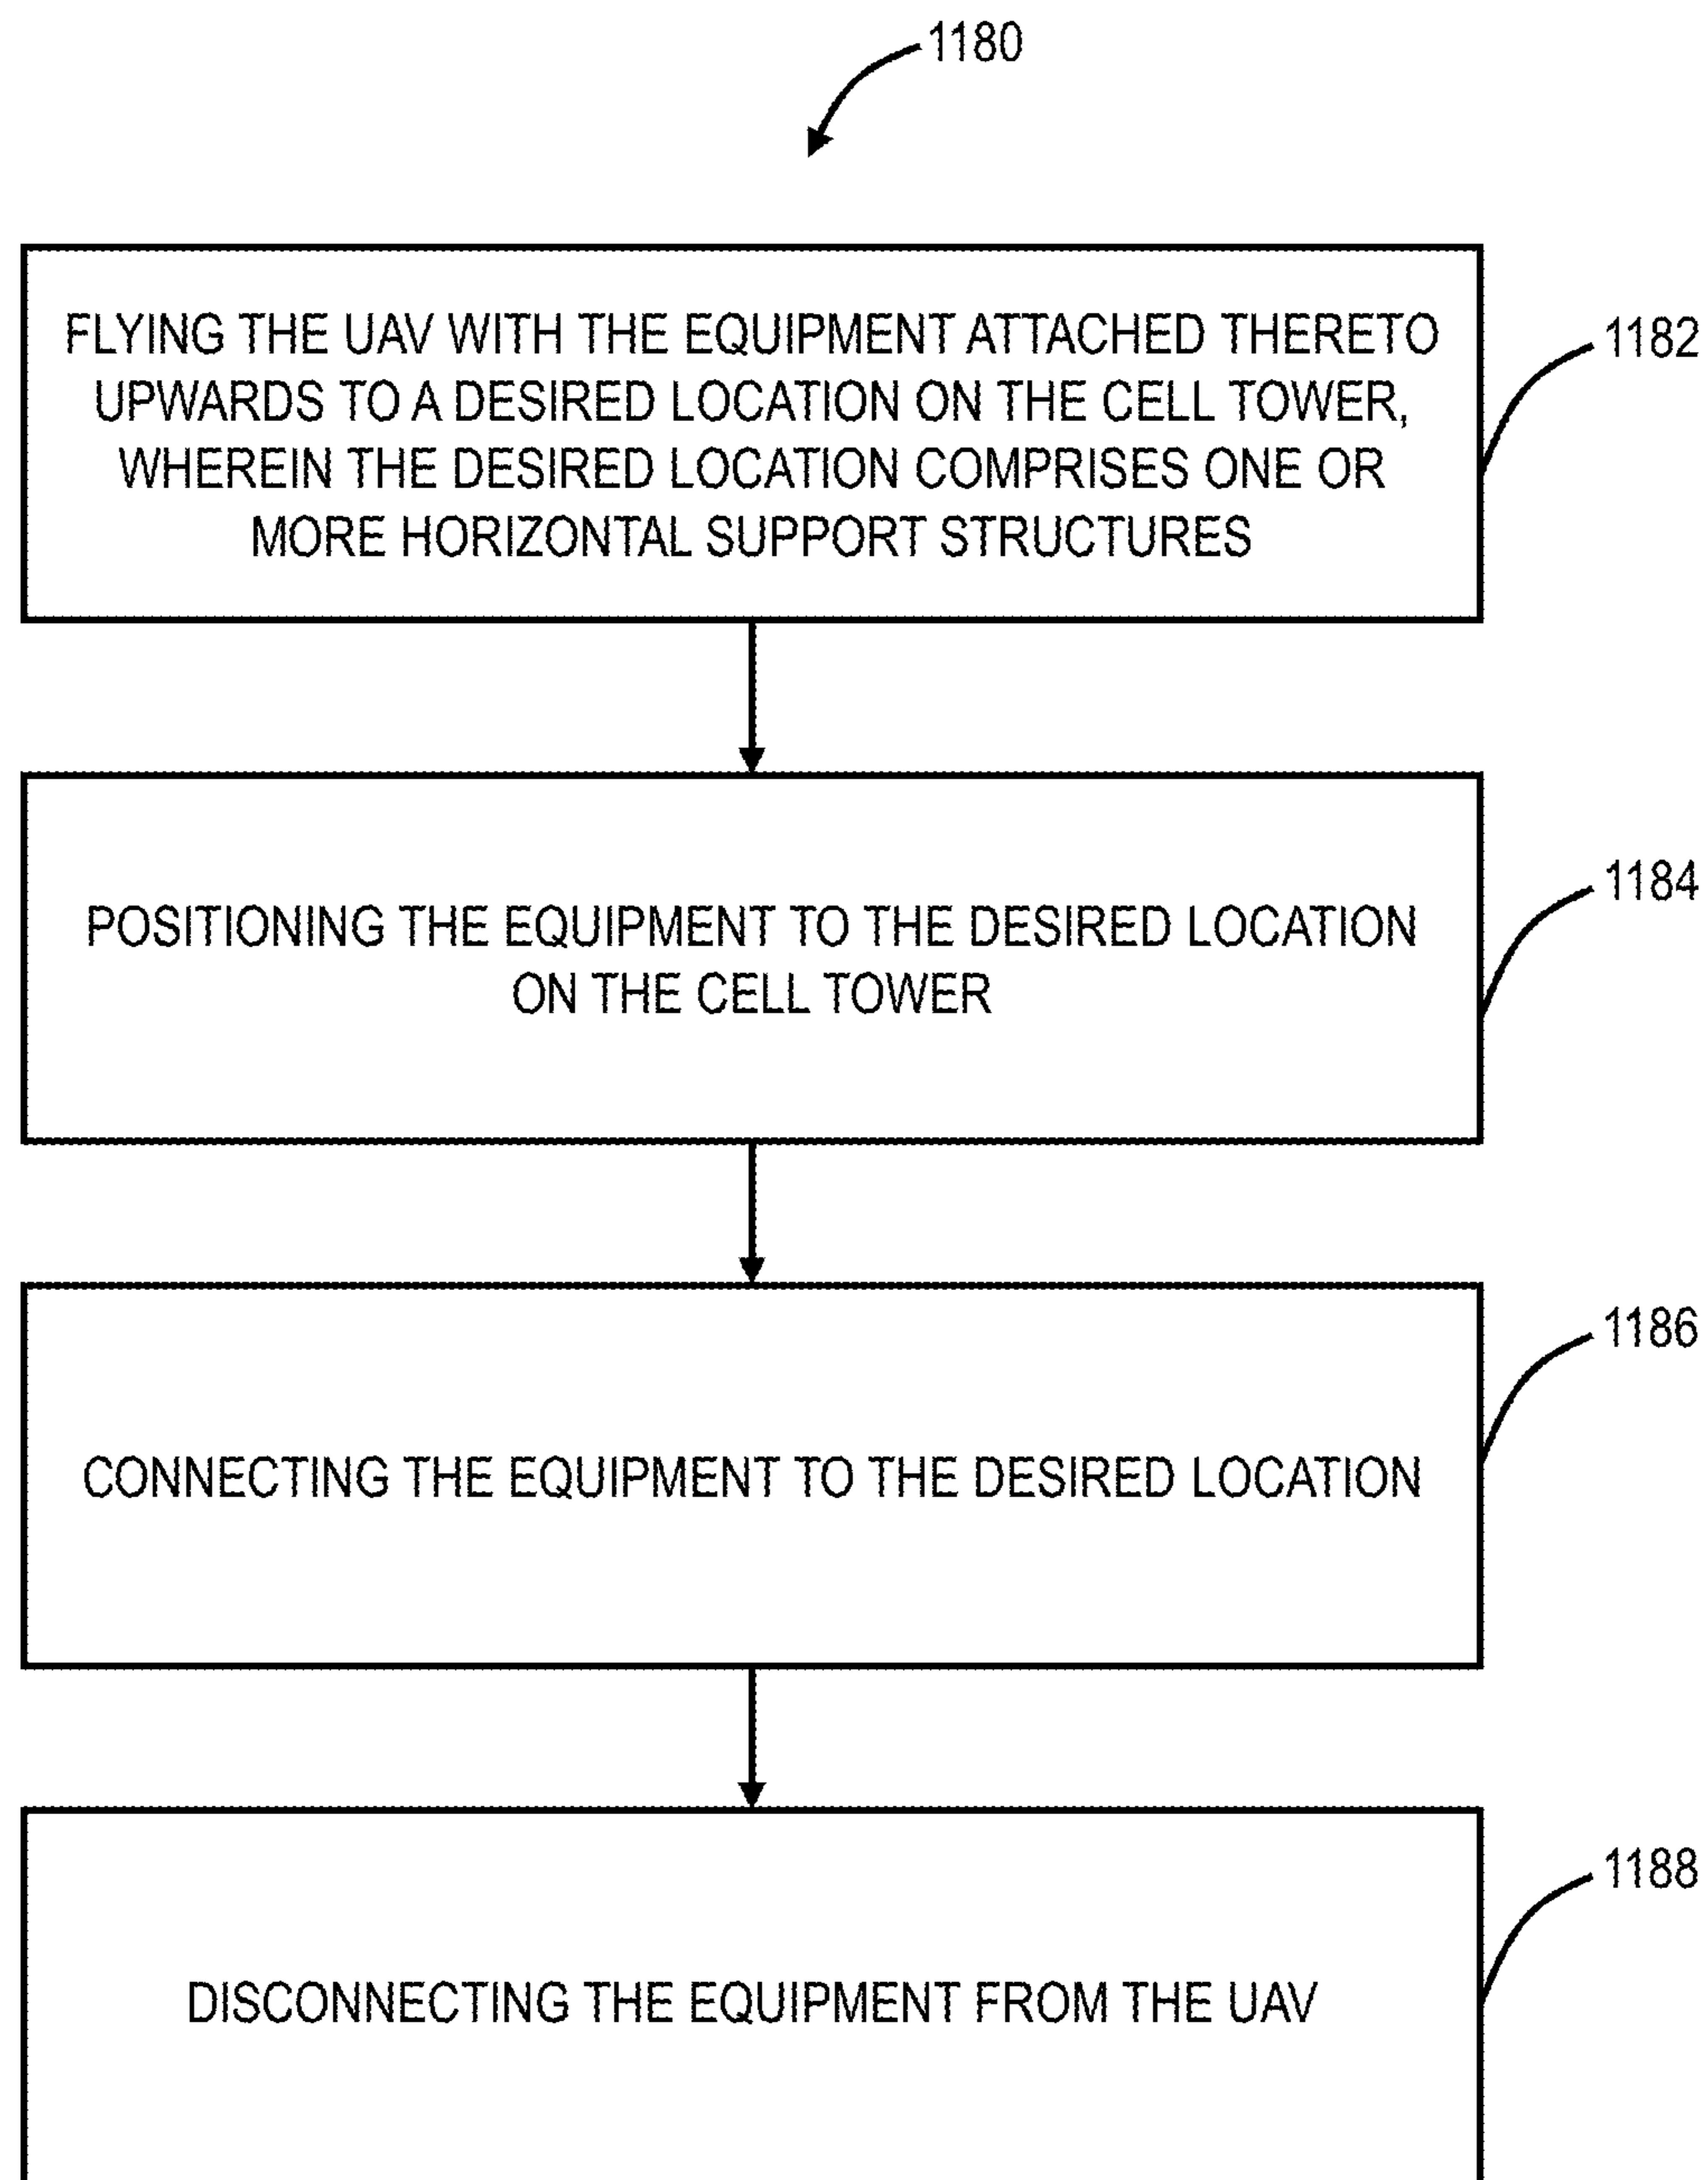 1180
FLYING THE UAV WITH THE EQUIPMENT ATTACHED THERETO
UPWARDS TO A DESIRED LOCATION ON THE CELL TOWER,
WHEREIN THE DESIRED LOCATION COMPRISES ONE OR
MORE HORIZONTAL SUPPORT STRUCTURES
1182
POSITIONING THE EQUIPMENT TO THE DESIRED LOCATION
ON THE CELL TOWER
1184
CONNECTING THE EQUIPMENT TO THE DESIRED LOCATION
1186
DISCONNECTING THE EQUIPMENT FROM THE UAV
1188